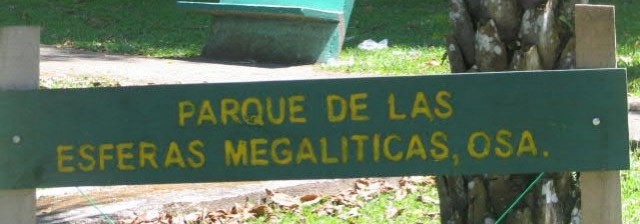 PARQUE DE LAS
ESFERAS MEGALITICAS, OSA.